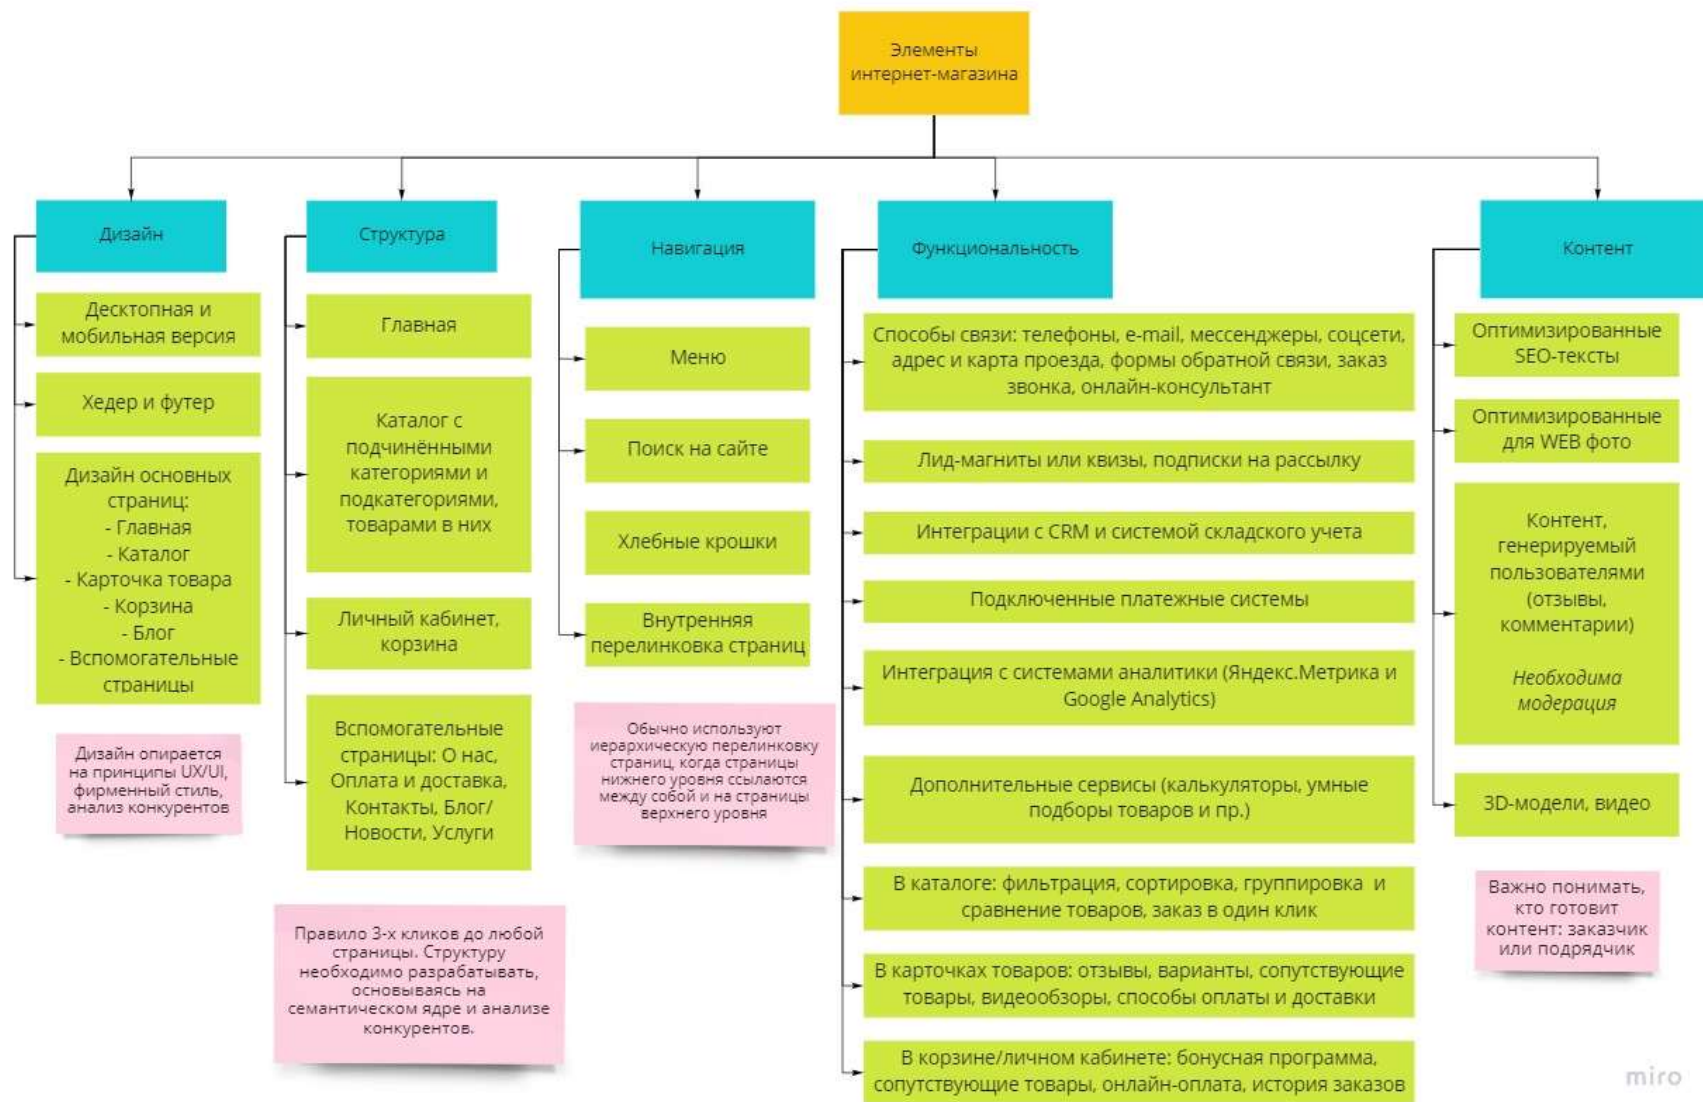 Элементы
интернет-магазина
Дизайн
Десктопная и
мобильная версия
Хедер и футер
Дизайн основных
страниц:
- Главная
- Каталог
- Карточка товара
- Корзина
- Блог
- Вспомогательные
страницы
Дизайн опирается
на принципы UX/UI,
фирменный стиль,
анализ конкурентов
Структура
Главная
Каталог с
подчинёнными
категориями и
подкатегориями,
товарами в них
Личный кабинет,
корзина
Вспомогательные
страницы: О нас,
Оплата и доставка,
Контакты, Блог/
Новости, Услуги
Правило 3-х кликов до любой
страницы. Структуру
необходимо разрабатывать,
основываясь на
семантическом ядре и анализе
конкурентов.
Навигация
Меню
Поиск на сайте
Хлебные крошки
Внутренняя
перелинковка страниц
Обычно используют
иерархическую перелинковку
страниц, когда страницы
нижнего уровня ссылаются
между собой и на страницы
верхнего уровня
Функциональность
Способы связи: телефоны, e-mail, мессенджеры, соцсети,
адрес и карта проезда, формы обратной связи, заказ
звонка, онлайн-консультант
Лид-магниты или квизы, подписки на рассылку
Интеграции с CRM и системой складского учета
Подключенные платежные системы
Интеграция с системами аналитики (Яндекс.Метрика и
Google Analytics)
Дополнительные сервисы (калькуляторы, умные
подборы товаров и пр.)
В каталоге: фильтрация, сортировка, группировка и
сравнение товаров, заказ в один клик
В карточках товаров: отзывы, варианты, сопутствующие
товары, видеообзоры, способы оплаты и доставки
В корзине/личном кабинете: бонусная программа,
сопутствующие товары, онлайн-оплата, история заказов
Контент
Оптимизированные
SEO-тексты
Оптимизированные
для WEB фото
Контент,
генерируемый
пользователями
(отзывы,
комментарии)
Необходима
модерация
3D-модели, видео
Важно понимать,
кто готовит
контент: заказчик
или подрядчик
miro